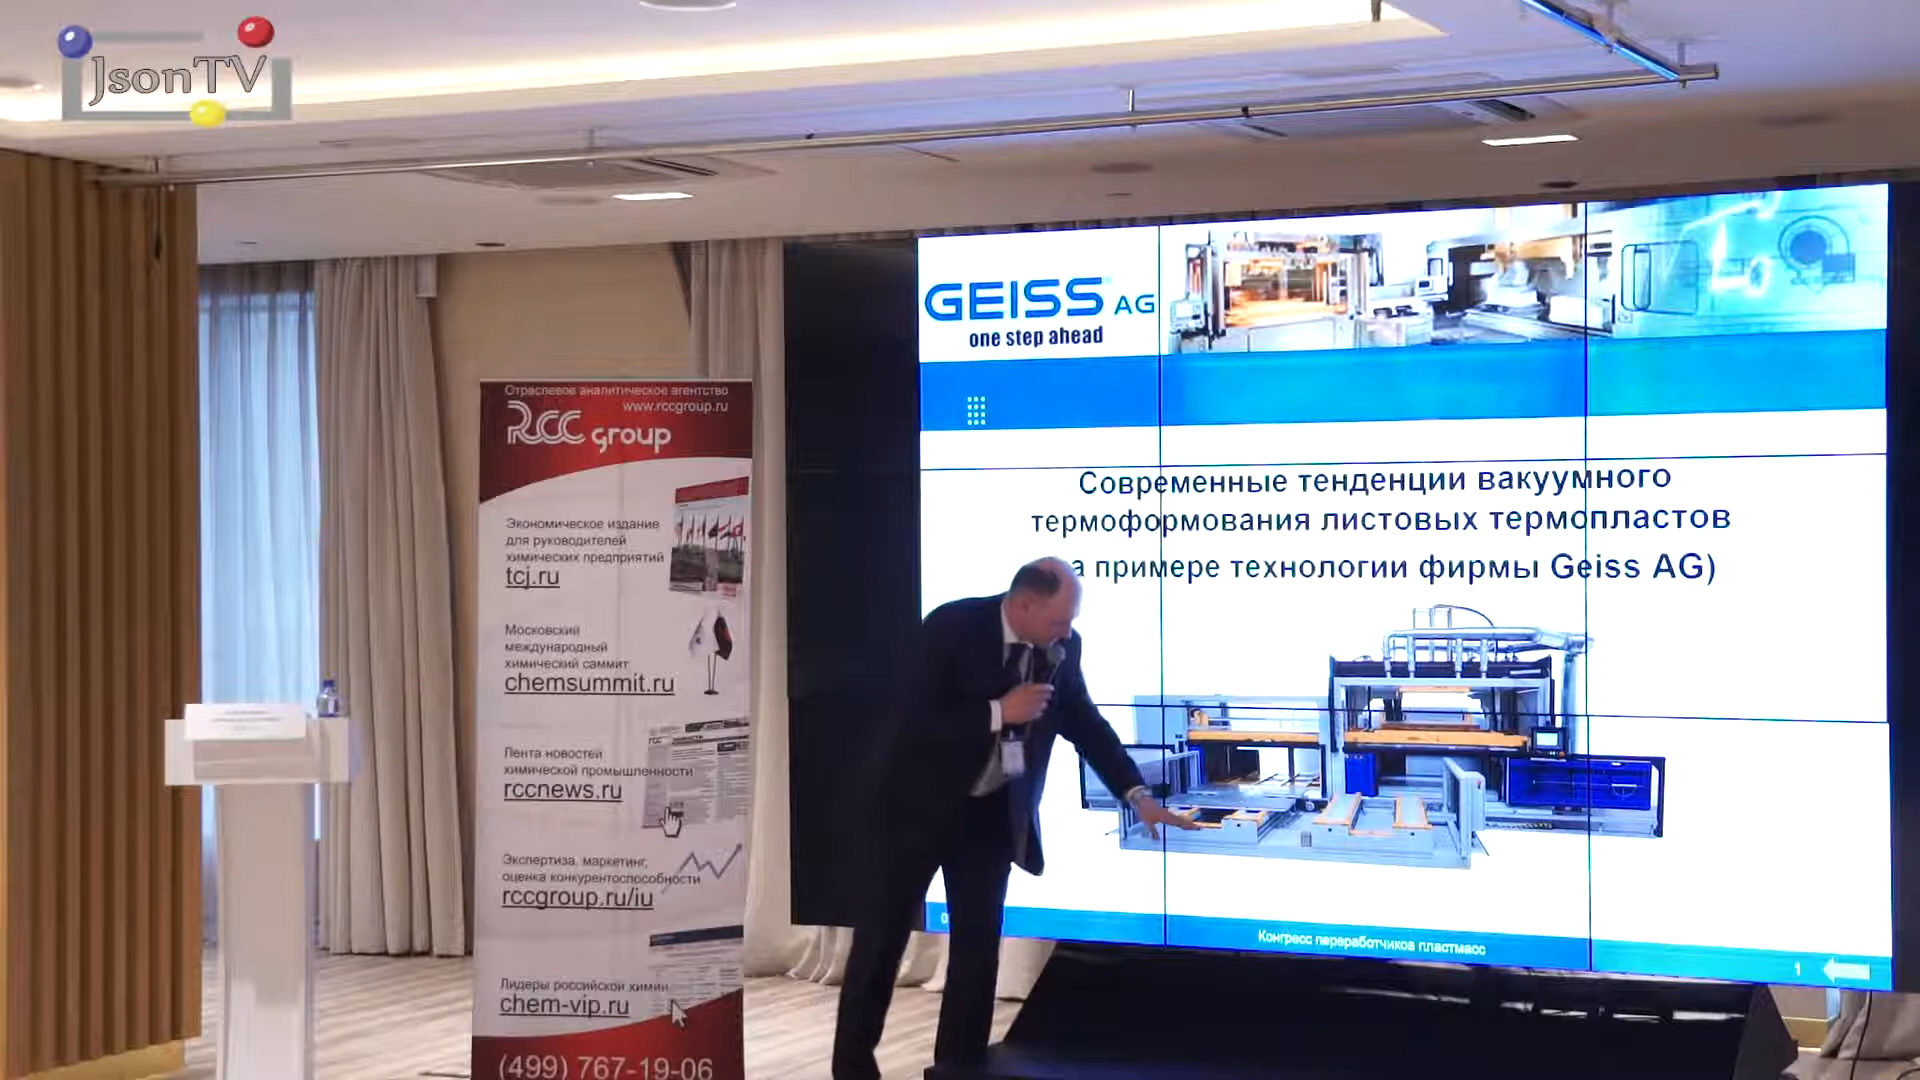 JsonTV
Отраслевое аналитическое агентство
www.rccgroup.ru
RCC group
Экономическое издание
для руководителей
химических предприятий
tcj.ru
Московский
международный
химический саммит
chemsummit.ru
Лента новостей
химической промышленности
rccnews.ru
Экспертиза, маркетинг,
оценка конкурентоспособности
rccgroup.ru/iu
Лидеры российской химии
chem-vip.ru
(499) 767-19-06
GEISS AG
one step ahead
Современные тенденции вакуумного
термоформования листовых термопластов
а примере технологии фирмы Geiss AG)
Конгресс переработчиков пластмасс
1